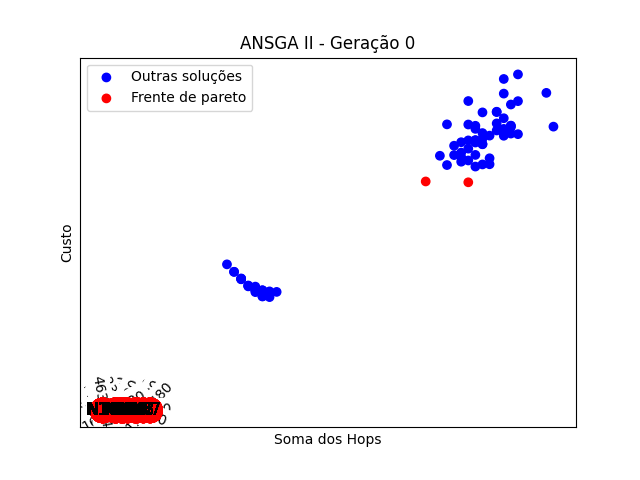 ANSGA II - Geração 0
Outras soluções
Frente de pareto
Custo
Soma dos Hops